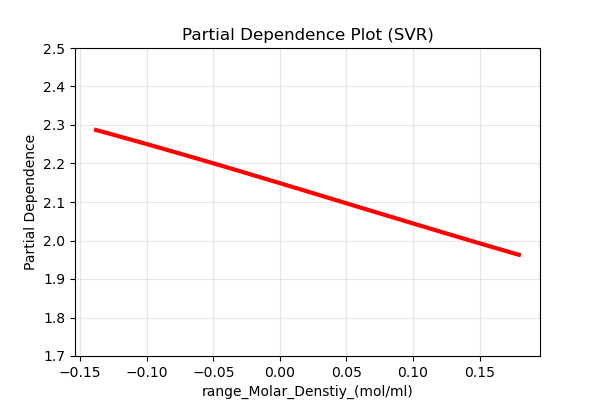 Partial Dependence Plot (SVR)
Partial Dependence
2.5
2.4
2.3
2.2
2.1
2.0
1.9
1.8
1.7
−0.15 −0.10 −0.05 0.00 0.05 0.10 0.15
range_Molar_Denstiy_(mol/ml)